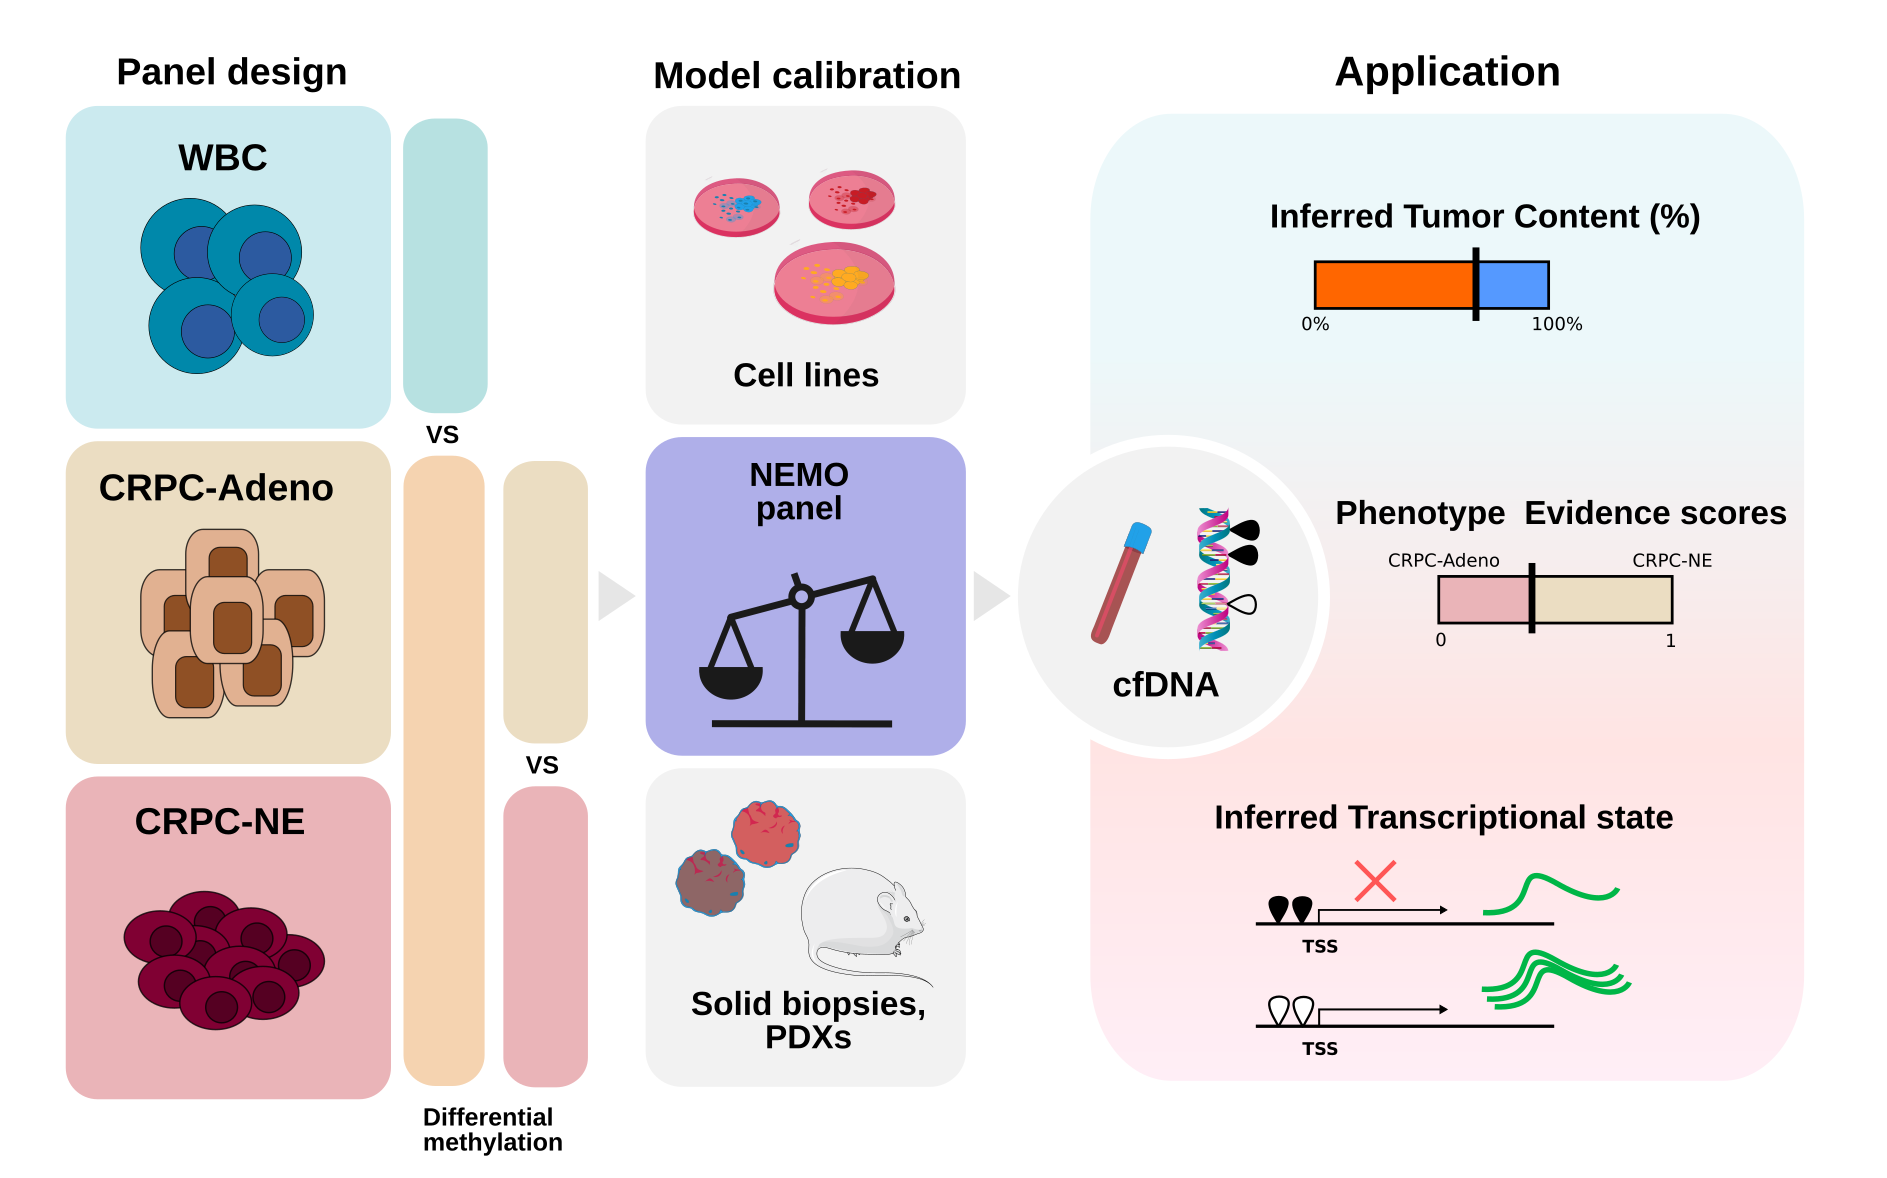 Panel design
WBC
VS
CRPC-Adeno
VS
CRPC-NE
Differential
methylation
Model calibration
Cell lines
NEMO
panel
Solid biopsies,
PDXs
Application
cfDNA
Inferred Tumor Content (%)
0% 100%
Phenotype Evidence scores
CRPC-Adeno CRPC-NE
0 1
Inferred Transcriptional state
TSS
TSS